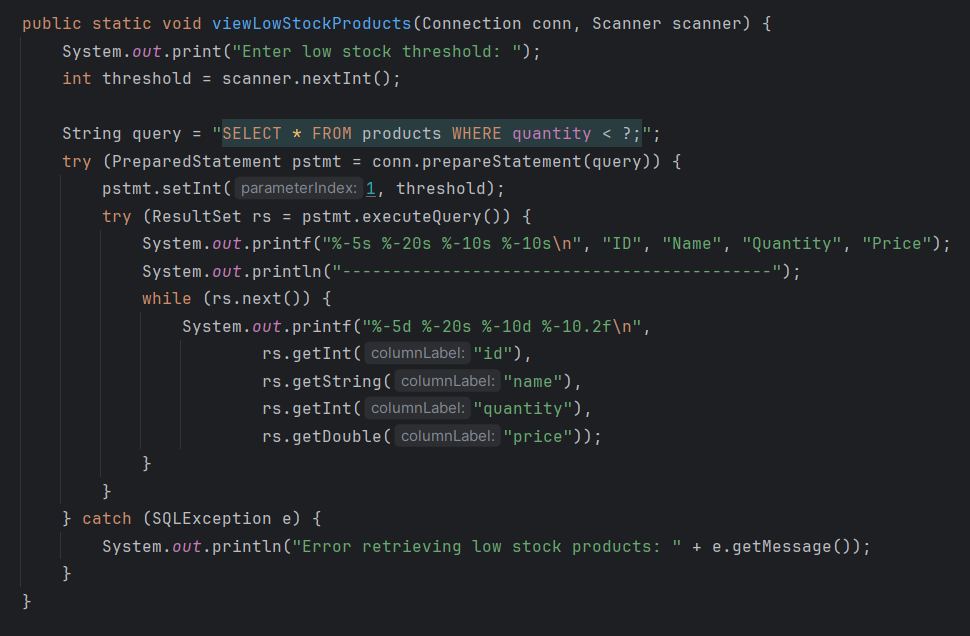 public static void viewLowStockProducts(Connection conn, Scanner scanner) {
    System.out.print("Enter low stock threshold: ");
    int threshold = scanner.nextInt();

    String query = "SELECT * FROM products WHERE quantity < ?;";
    try (PreparedStatement pstmt = conn.prepareStatement(query)) {
        pstmt.setInt( parameterIndex: 1, threshold);
        try (ResultSet rs = pstmt.executeQuery()) {
            System.out.printf("%-5s %-20s %-10s %-10s\n", "ID", "Name", "Quantity", "Price");
            System.out.println("-------------------------------------------");
            while (rs.next()) {
                System.out.printf("%-5d %-20s %-10d %-10.2f\n",
                        rs.getInt( columnLabel: "id"),
                        rs.getString( columnLabel: "name"),
                        rs.getInt( columnLabel: "quantity"),
                        rs.getDouble( columnLabel: "price"));
            }
        }
    } catch (SQLException e) {
        System.out.println("Error retrieving low stock products: " + e.getMessage());
    }
}